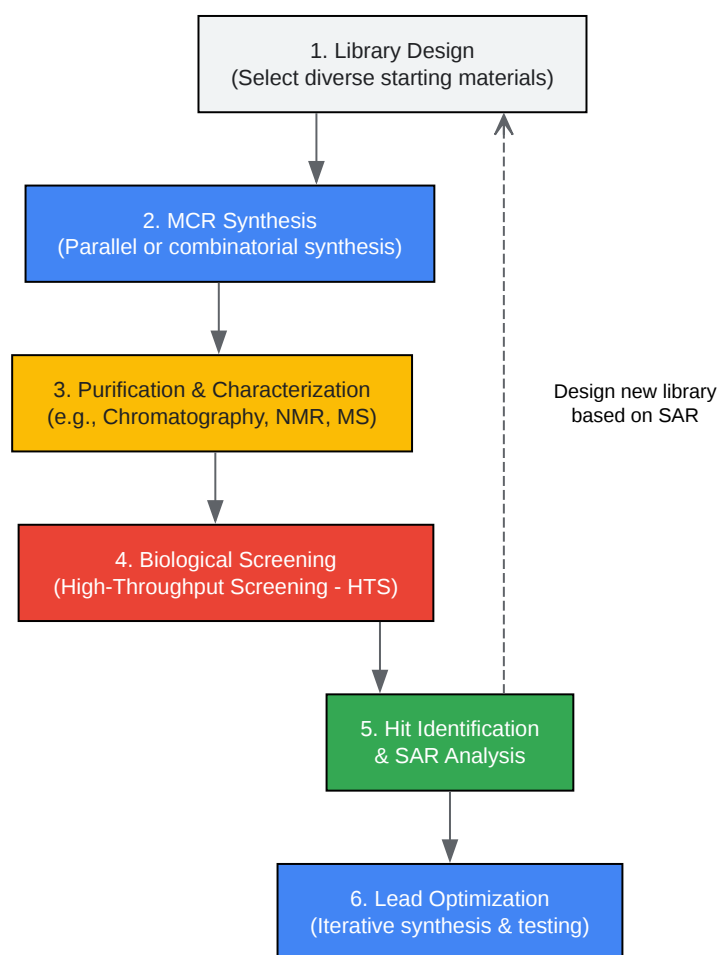 1. Library Design
(Select diverse starting materials)
2. MCR Synthesis
(Parallel or combinatorial synthesis)
3. Purification & Characterization
(e.g., Chromatography, NMR, MS)
Design new library
based on SAR
4. Biological Screening
(High-Throughput Screening - HTS)
5. Hit Identification
& SAR Analysis
6. Lead Optimization
(Iterative synthesis & testing)